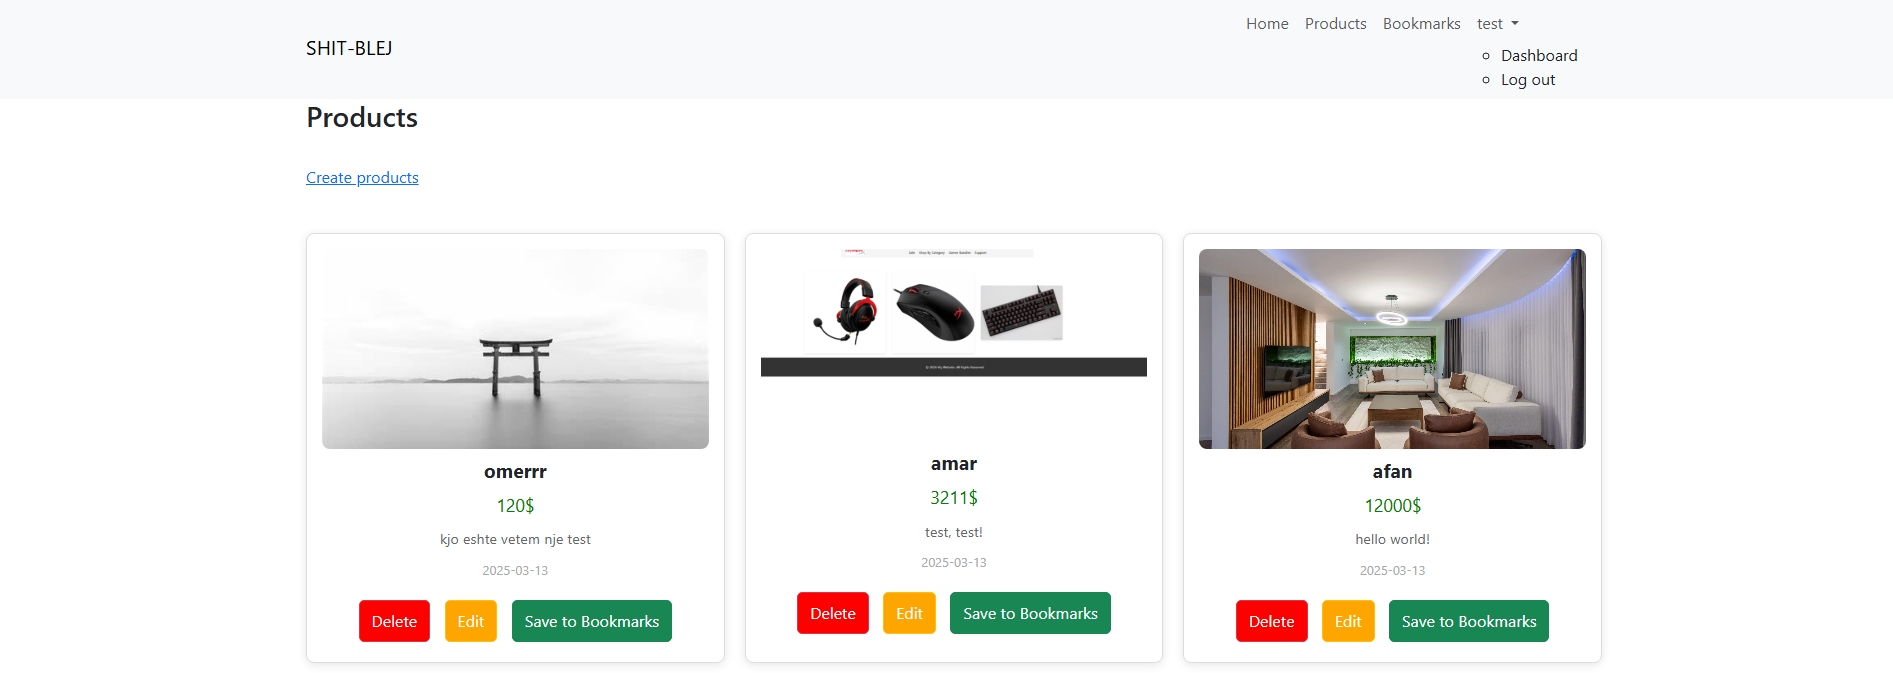 Home Products Bookmarks test
SHIT-BLEJ
Dashboard
Log out
Products
Create products
omerrr
120$
kjo eshte vetem nje test
2025-03-13
Delete Edit Save to Bookmarks
amar
3211$
test, test!
2025-03-13
Delete Edit Save to Bookmarks
afan
12000$
hello world!
2025-03-13
Delete Edit Save to Bookmarks